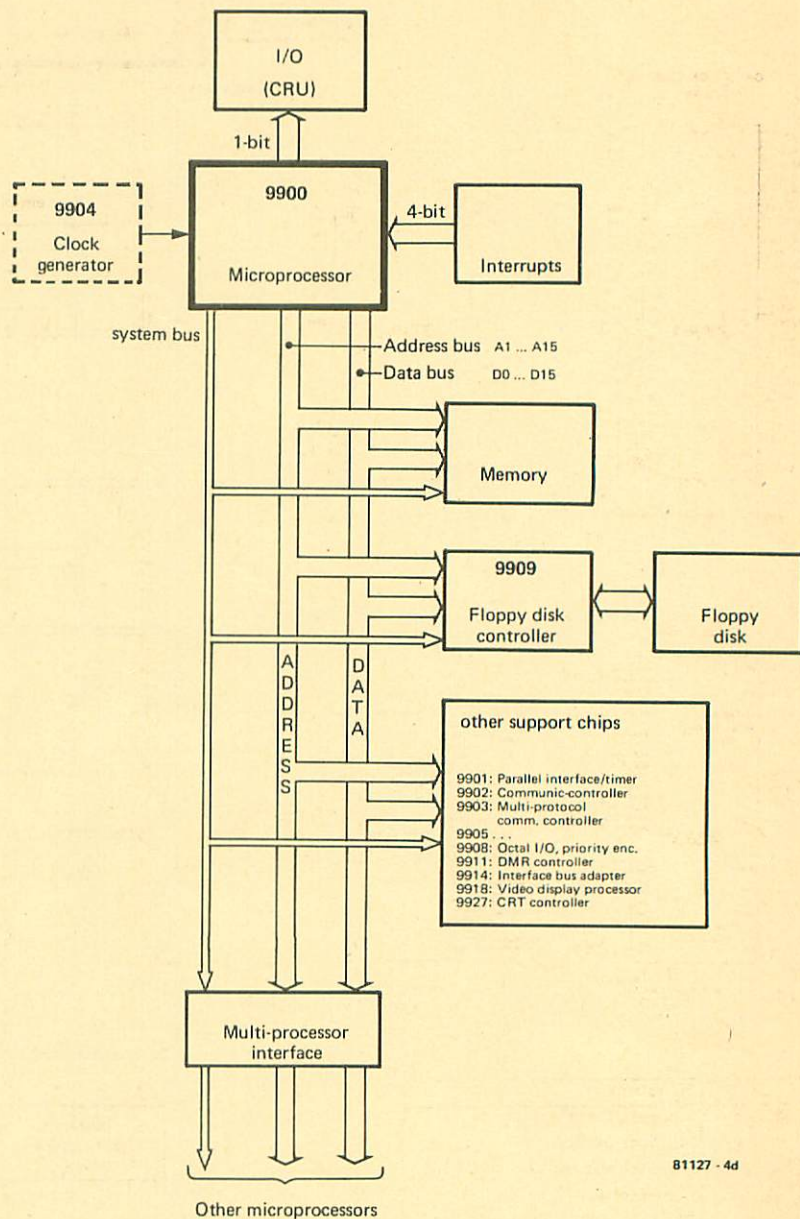 I/O
(CRU)
1-bit
9904
Clock
generator
9900
Microprocessor
4-bit
Interrupts
system bus
Address bus A1 ... A15
Data bus D0 ... D15
Memory
9909
Floppy disk
controller
Floppy
disk
ADDRESS
DATA
other support chips
9901: Parallel interface/timer
9902: Communic-controller
9903: Multi-protocol
comm. controller
9905 . . .
9908: Octal I/O, priority enc.
9911: DMR controller
9914: Interface bus adapter
9918: Video display processor
9927: CRT controller
Multi-processor
interface
81127 - 4d
Other microprocessors